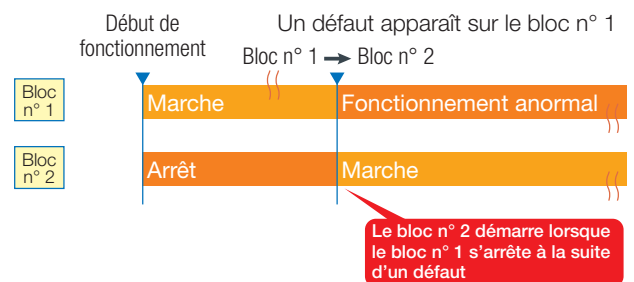 Début de
fonctionnement
Un défaut apparaît sur le bloc n° 1
Bloc n° 1 → Bloc n° 2
Bloc
n° 1
Marche
Fonctionnement anormal
Bloc
n° 2
Arrêt
Marche
Le bloc n° 2 démarre lorsque
le bloc n° 1 s'arrête à la suite
d'un défaut